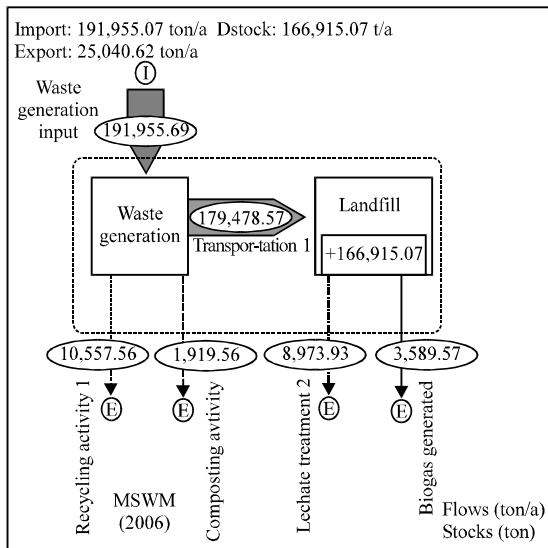 Import: 191,955.07 ton/a Dstock: 166,915.07 t/a
Export: 25,040.62 ton/a
I
Waste
generation
input
191,955.69
Waste
generation
179,478.57
Transpor-tation 1
Landfill
+166,915.07
10,557.56
1,919.56
8,973.93
3,589.57
E
E
E
E
Recycling activity 1
Composting avtivity
Lechate treatment 2
Biogas generated
MSWM
(2006)
Flows (ton/a)
Stocks (ton)